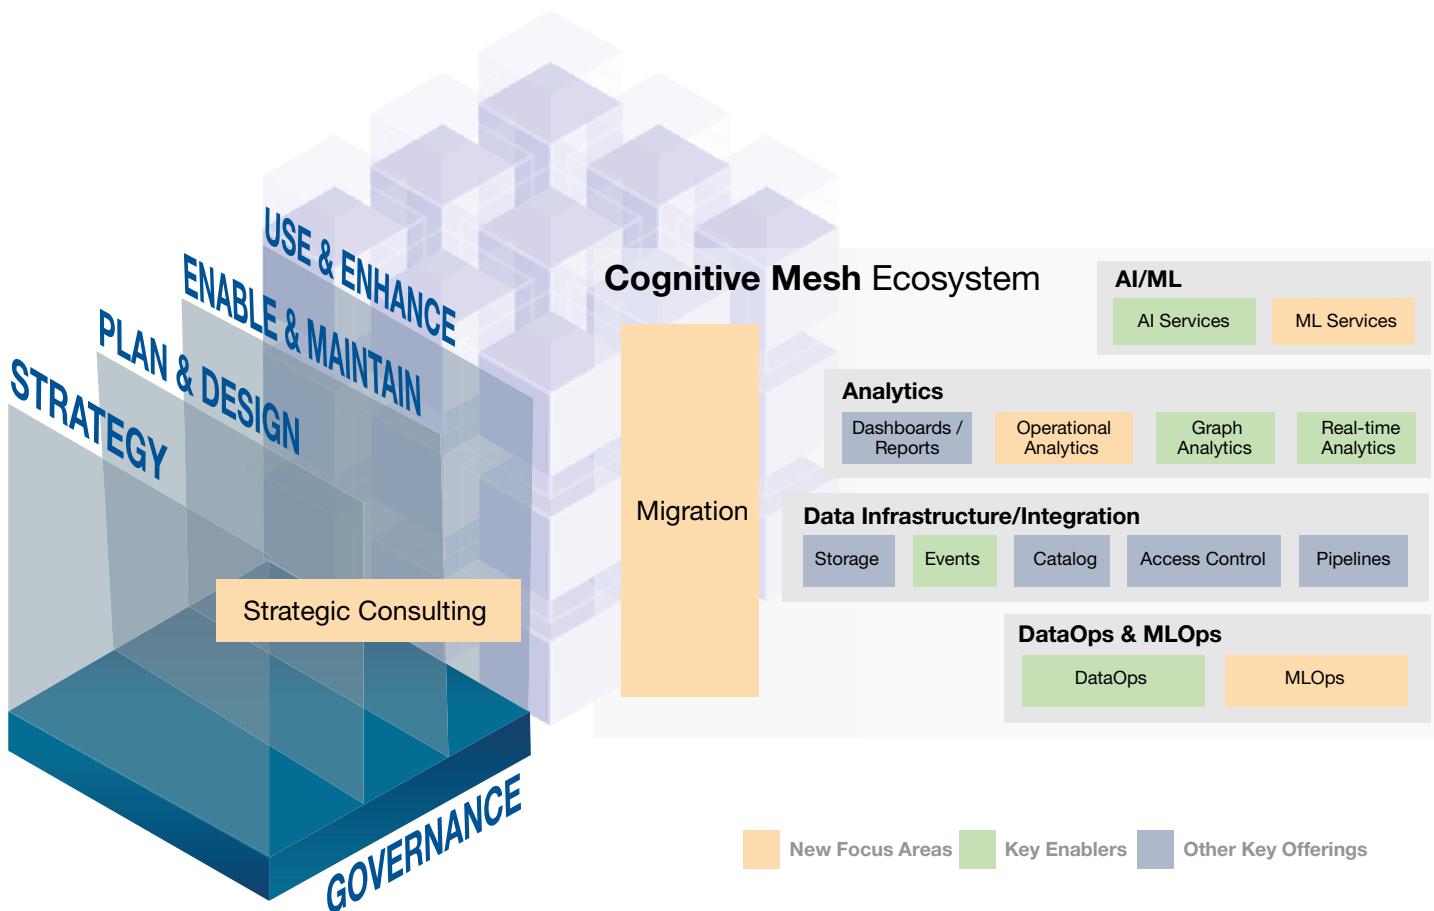 USE & ENHANCE
ENABLE & MAINTAIN
PLAN & DESIGN
STRATEGY
Strategic Consulting
GOVERNANCE
Cognitive Mesh Ecosystem
Migration
AI/ML
AI Services
ML Services
Analytics
Dashboards /
Reports
Operational
Analytics
Graph
Analytics
Real-time
Analytics
Data Infrastructure/Integration
Storage
Events
Catalog
Access Control
Pipelines
DataOps & MLOps
DataOps
MLOps
New Focus Areas
Key Enablers
Other Key Offerings